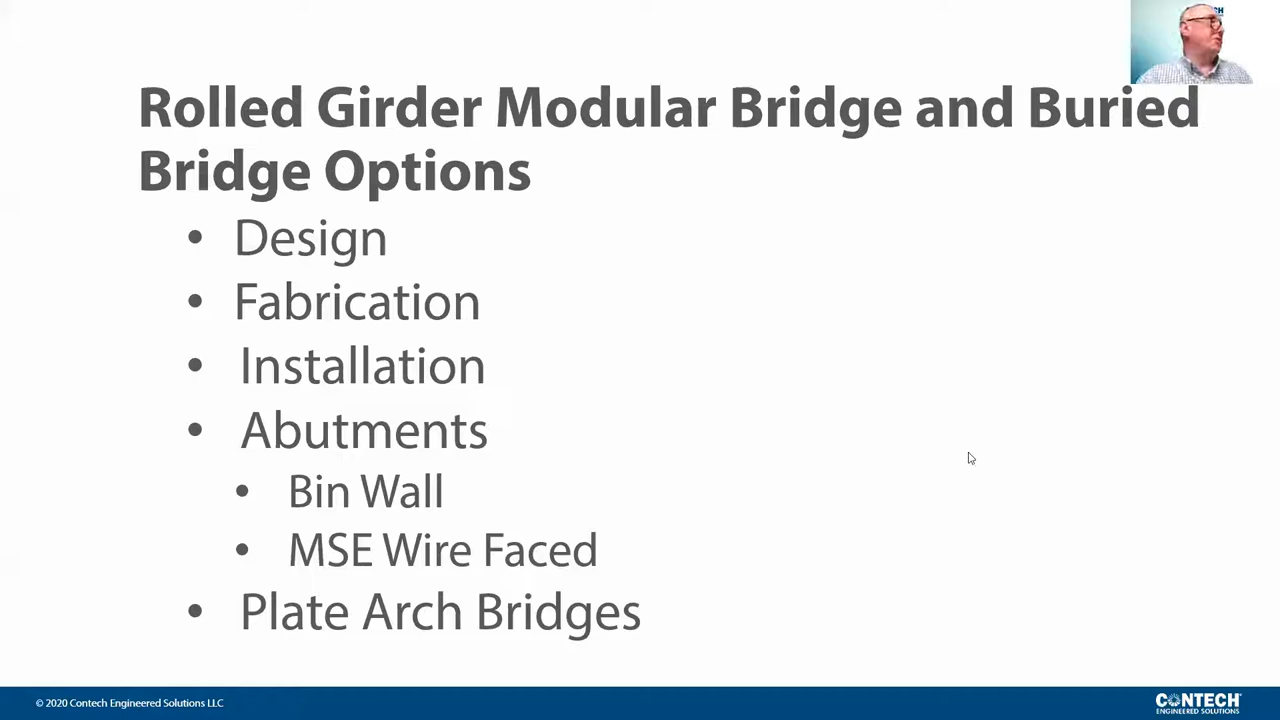 Rolled Girder Modular Bridge and Buried
Bridge Options
• Design
• Fabrication
• Installation
• Abutments
• Bin Wall
• MSE Wire Faced
• Plate Arch Bridges
© 2020 Contech Engineered Solutions LLC
CONTECH
ENGINEERED SOLUTIONS